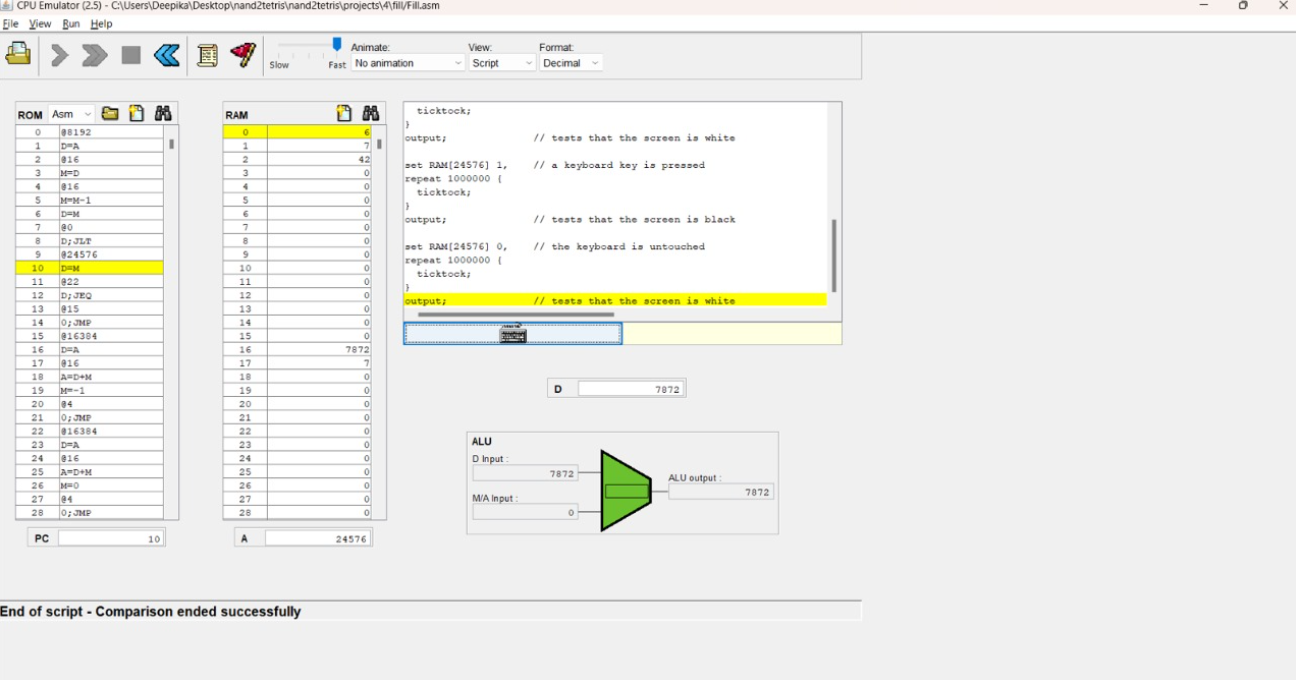 CPU Emulator (2.5) - C:\Users\Deepika\Desktop\nand2tetris\nand2tetris\projects\4\fill/Fill.asm
File View Run Help
Slow
Fast
Animate:
No animation
View:
Script
Format:
Decimal
ROM Asm
0 @8192
1 D=A
2 @16
3 M=D
4 @16
5 M=M-1
6 D=M
7 @0
8 D;JLT
9 @24576
10 D=M
11 @22
12 D;JEQ
13 @15
14 0;JMP
15 @16384
16 D=A
17 @16
18 A=D+M
19 M=-1
20 @4
21 0;JMP
22 @16384
23 D=A
24 @16
25 A=D+M
26 M=0
27 @4
28 0;JMP
PC 10
RAM
0 6
1 7
2 42
3 0
4 0
5 0
6 0
7 0
8 0
9 0
10 0
11 0
12 0
13 0
14 0
15 0
16 7872
17 7
18 0
19 0
20 0
21 0
22 0
23 0
24 0
25 0
26 0
27 0
28 0
A 24576
ticktock;
}
output; // tests that the screen is white
set RAM[24576] 1, // a keyboard key is pressed
repeat 1000000 {
ticktock;
}
output; // tests that the screen is black
set RAM[24576] 0, // the keyboard is untouched
repeat 1000000 {
ticktock;
}
output; // tests that the screen is white
D 7872
ALU
D Input :
7872
M/A Input :
0
ALU output :
7872
End of script - Comparison ended successfully